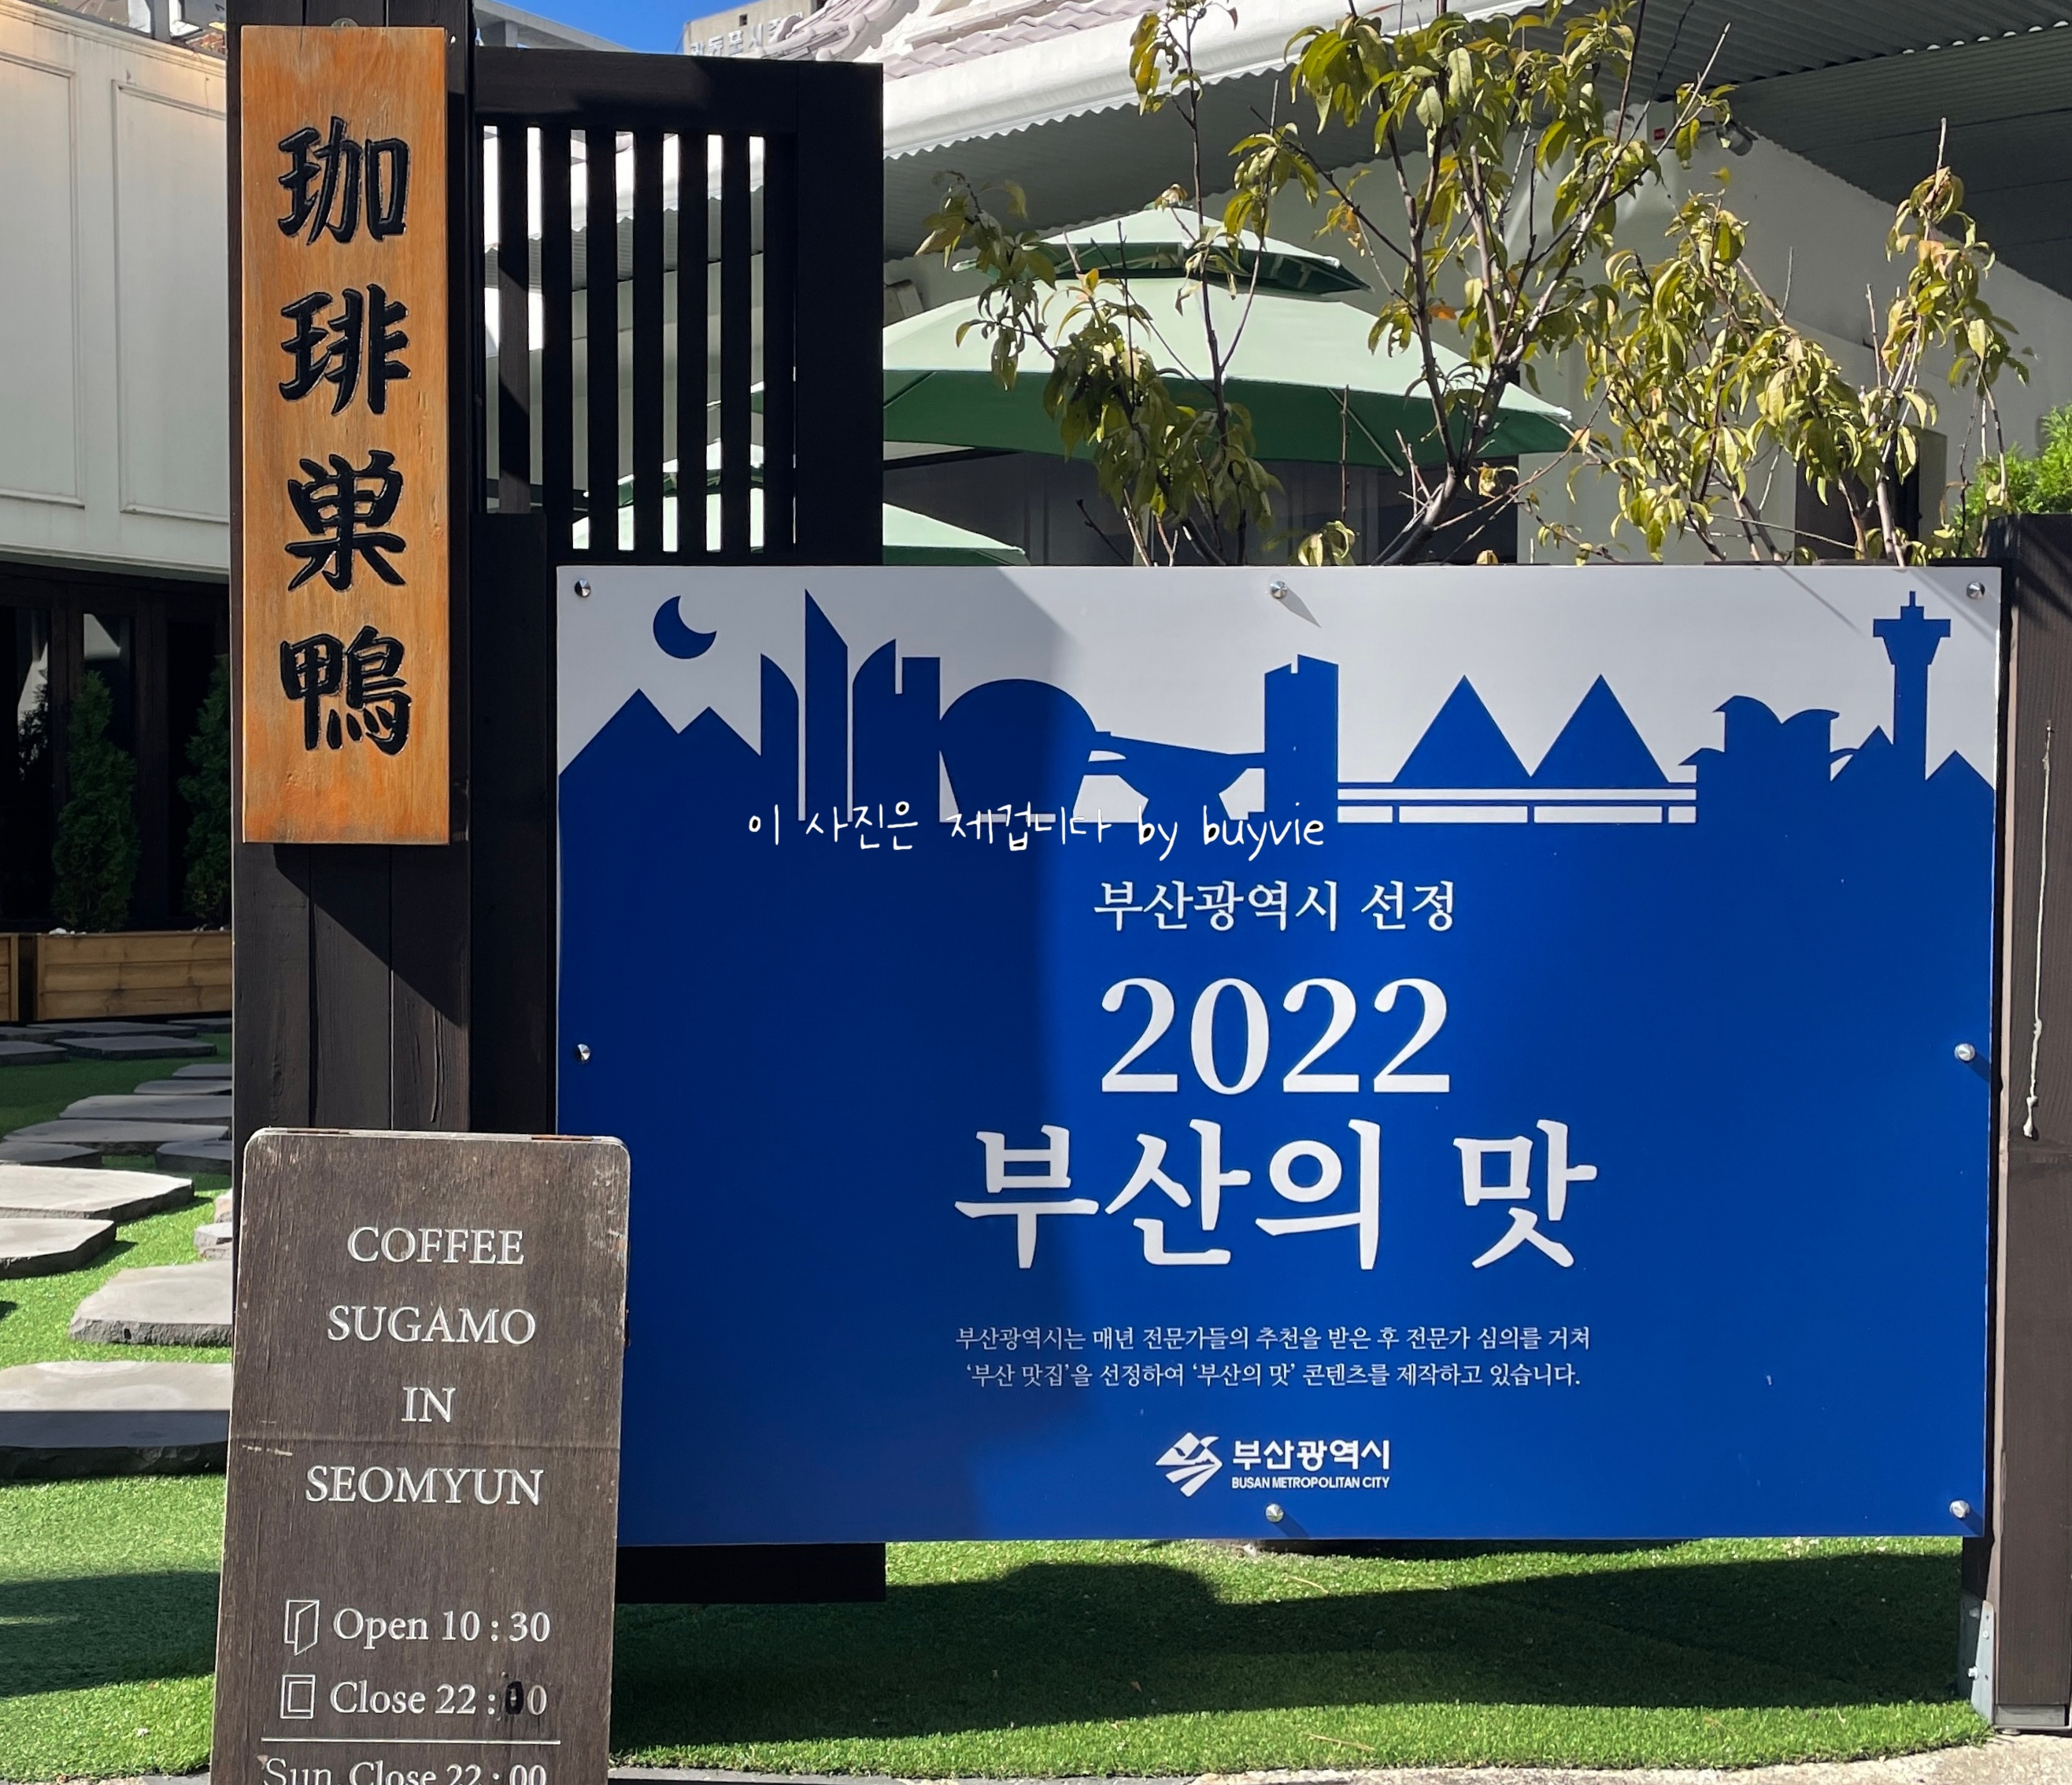 珈琲巣鴨
이 사진은 제겁니다 by buyvie
부산광역시 선정
2022
부산의 맛
부산광역시는 매년 전문가들의 추천을 받은 후 전문가 심의를 거쳐
‘부산 맛집’을 선정하여 ‘부산의 맛’ 콘텐츠를 제작하고 있습니다.
부산광역시
BUSAN METROPOLITAN CITY
COFFEE
SUGAMO
IN
SEOMYUN
Open 10 : 30
Close 22 : 00
Sun Close 22 : 00